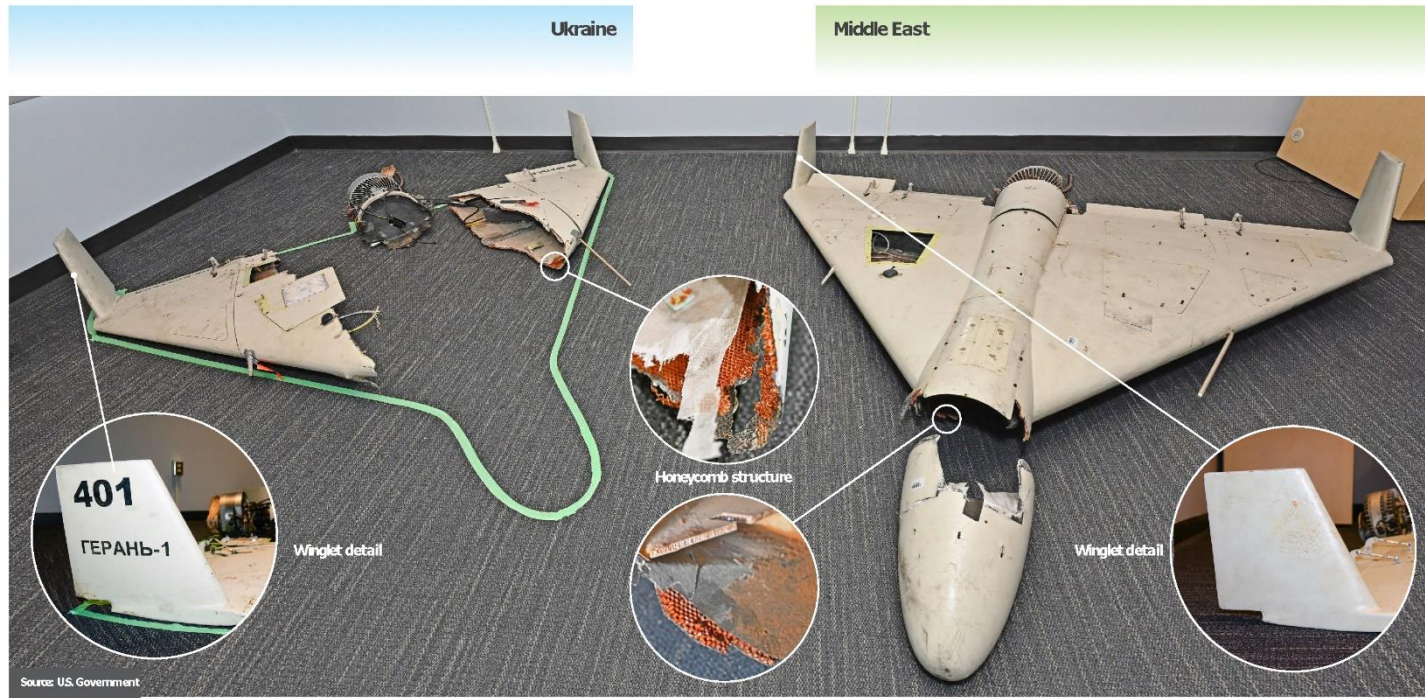 Ukraine
Middle East
Honeycomb structure
401
ГЕРАНЬ-1
Winglet detail
Winglet detail
Source: U.S. Government